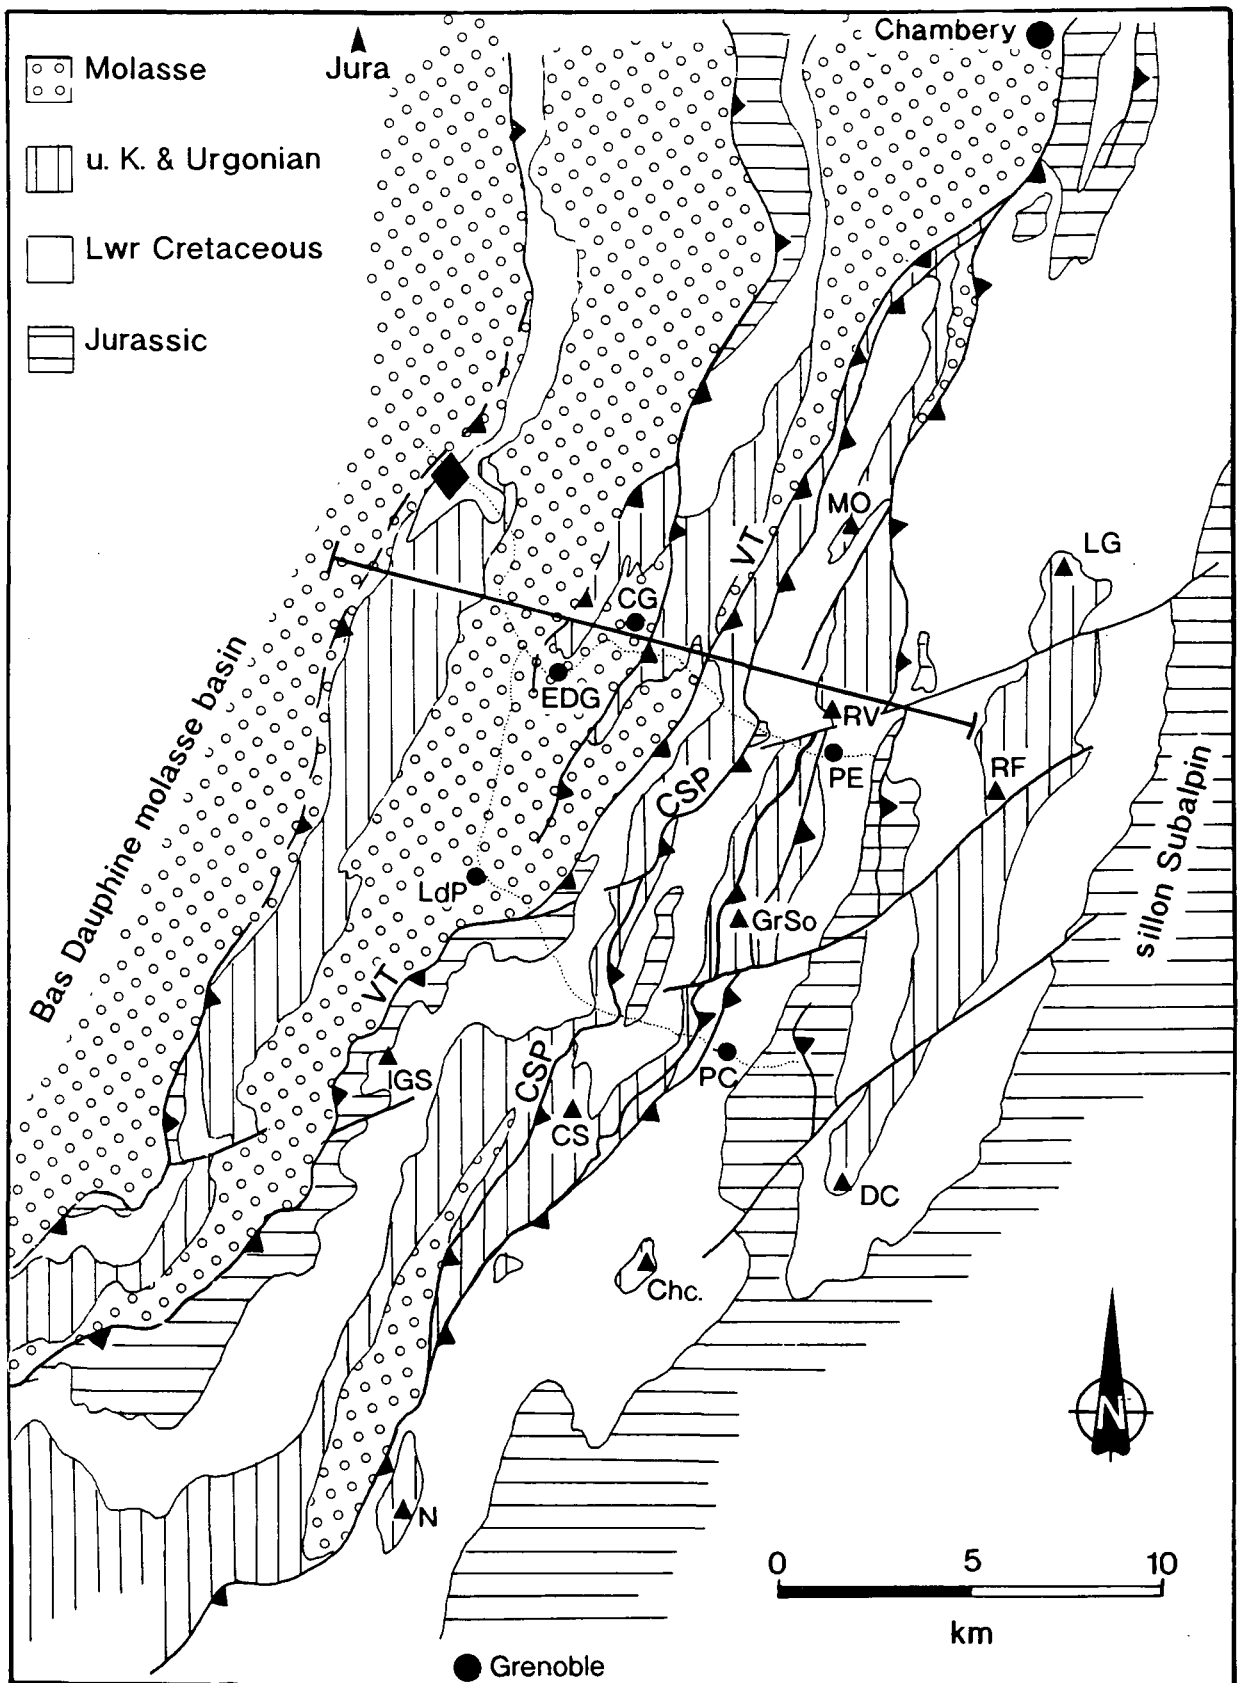 Chambery
Jura
Molasse
u. K. & Urgonian
Lwr Cretaceous
Jurassic
MO
VT
LG
CG
EDG
RV
PE
RF
CSP
Bas Dauphine molasse basin
sillon Subalpin
LdP
GrSo
VT
IGS
CSP
PC
CS
DC
Chc.
N
N
0 5 10
km
Grenoble